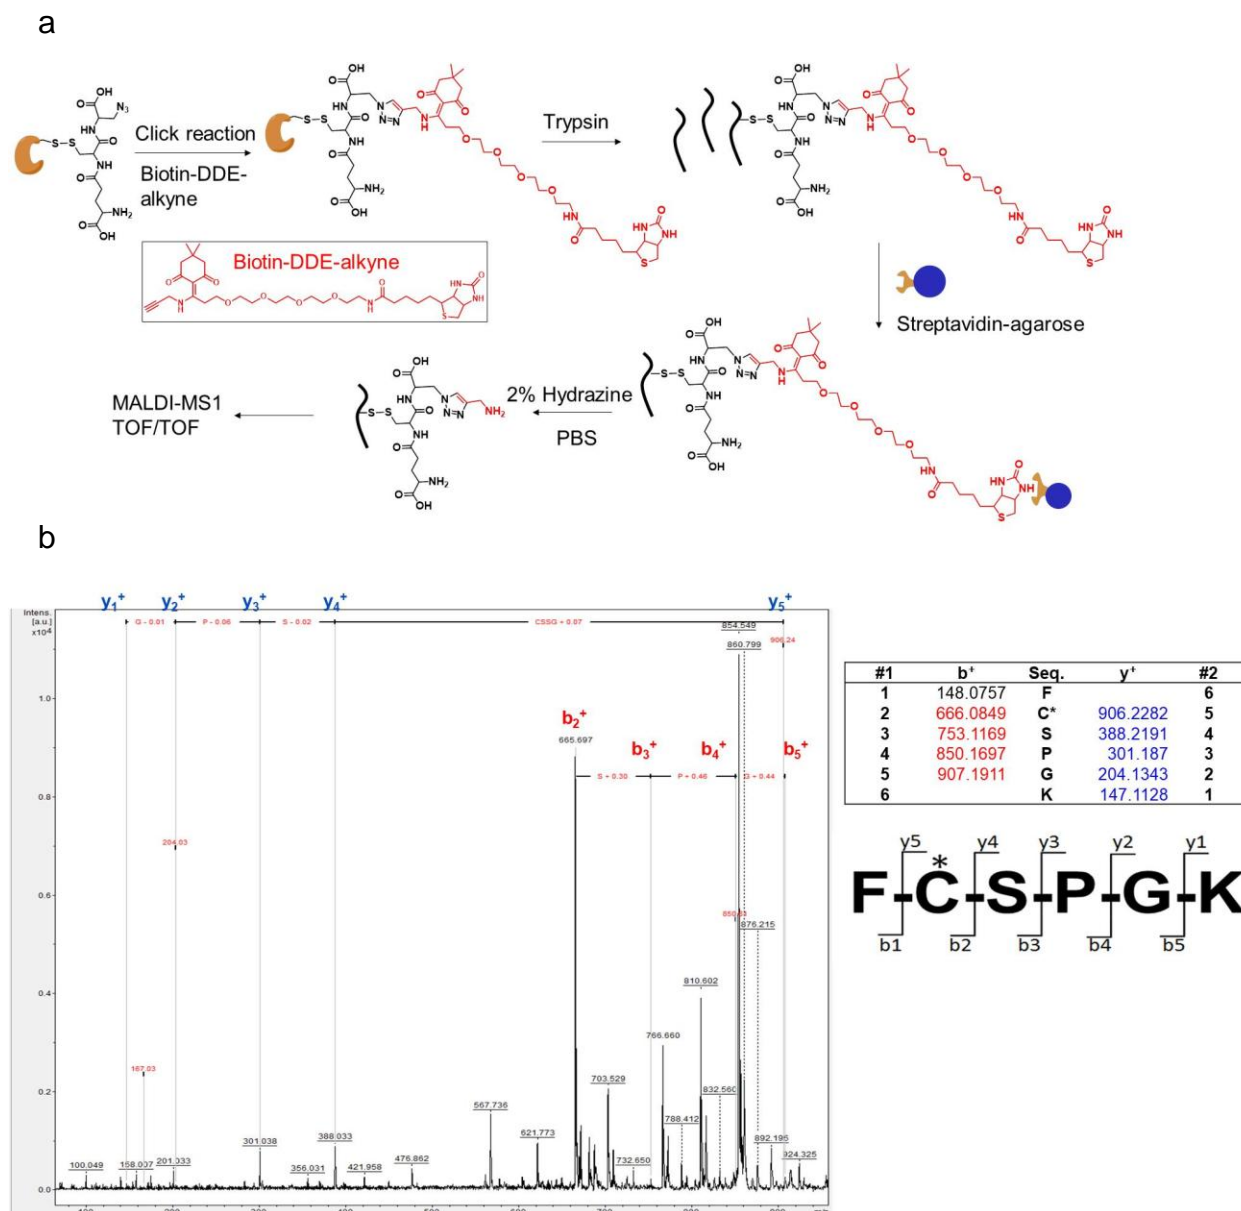 a
Click reaction
Biotin-DDE-
alkyne
Trypsin
Biotin-DDE-alkyne
Streptavidin-agarose
2% Hydrazine
PBS
MALDI-MS1
TOF/TOF
b
y1+ y2+ y3+ y4+ y5+
Intens.
[a.u.]
x10^4
G - 0.01 P - 0.06 S - 0.02 CSSG + 0.07
854.549
906.24
860.799
1.0
0.8
0.6
0.4
0.2
0.0
b2+ b3+ b4+ b5+
665.697
S + 0.30 P + 0.46 G + 0.44
204.03
167.03
876.215
810.602
766.660
703.529
832.560
788.412
567.736
621.773
732.650
892.195
924.325
301.038
388.033
100.049
158.007
201.033
356.031
421.958
476.862
#1 b+ Seq. y+ #2
1 148.0757 F 6
2 666.0849 C* 906.2282 5
3 753.1169 S 388.2191 4
4 850.1697 P 301.187 3
5 907.1911 G 204.1343 2
6 K 147.1128 1
y5 y4 y3 y2 y1
F-C*-S-P-G-K
b1 b2 b3 b4 b5